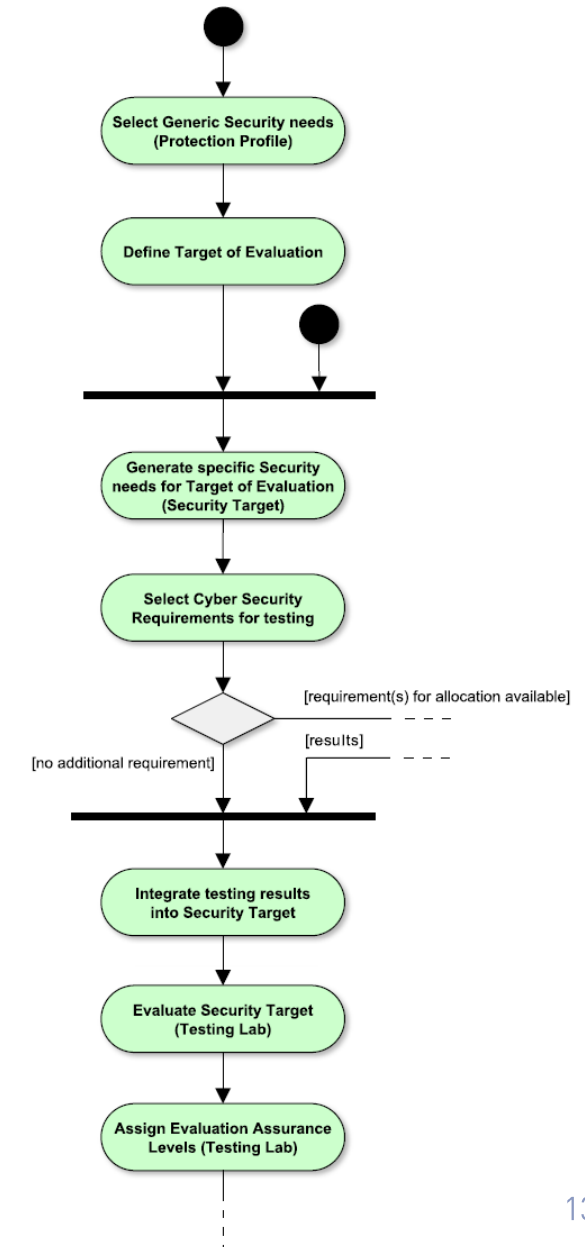 Select Generic Security needs
(Protection Profile)
Define Target of Evaluation
Generate specific Security
needs for Target of Evaluation
(Security Target)
Select Cyber Security
Requirements for testing
[requirement(s) for allocation available]
[results]
[no additional requirement]
Integrate testing results
into Security Target
Evaluate Security Target
(Testing Lab)
Assign Evaluation Assurance
Levels (Testing Lab)